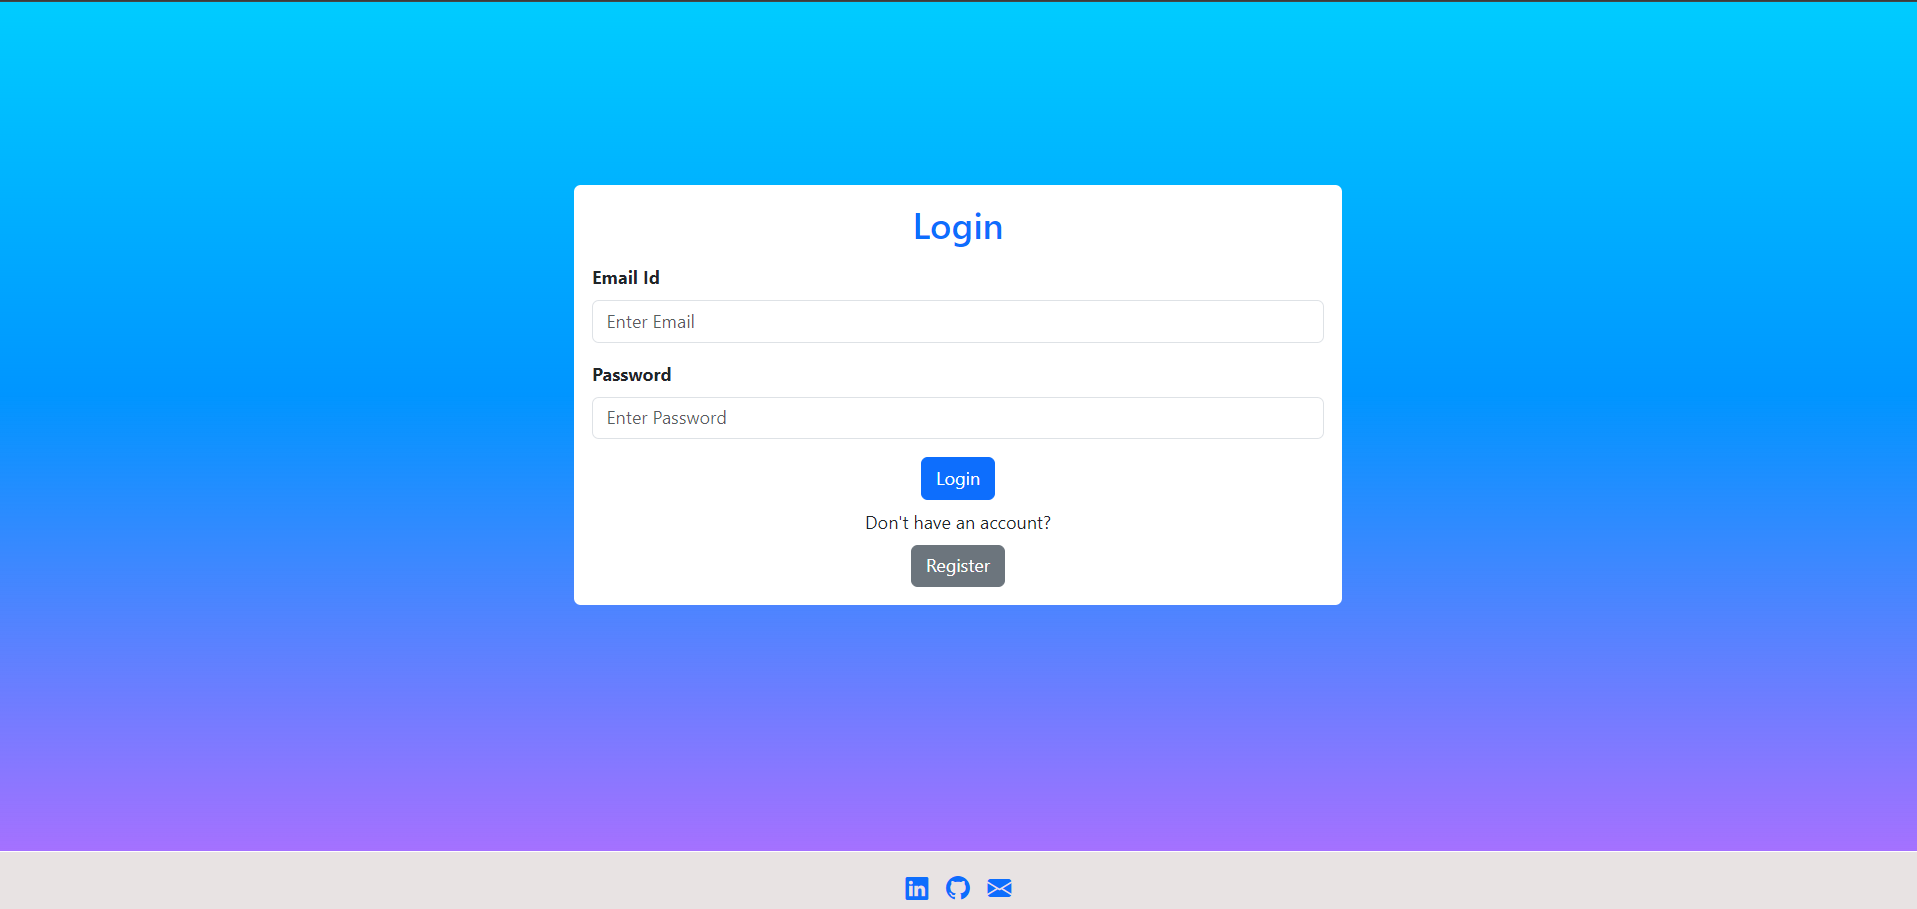 Login
Email Id
Enter Email
Password
Enter Password
Login
Don't have an account?
Register
in